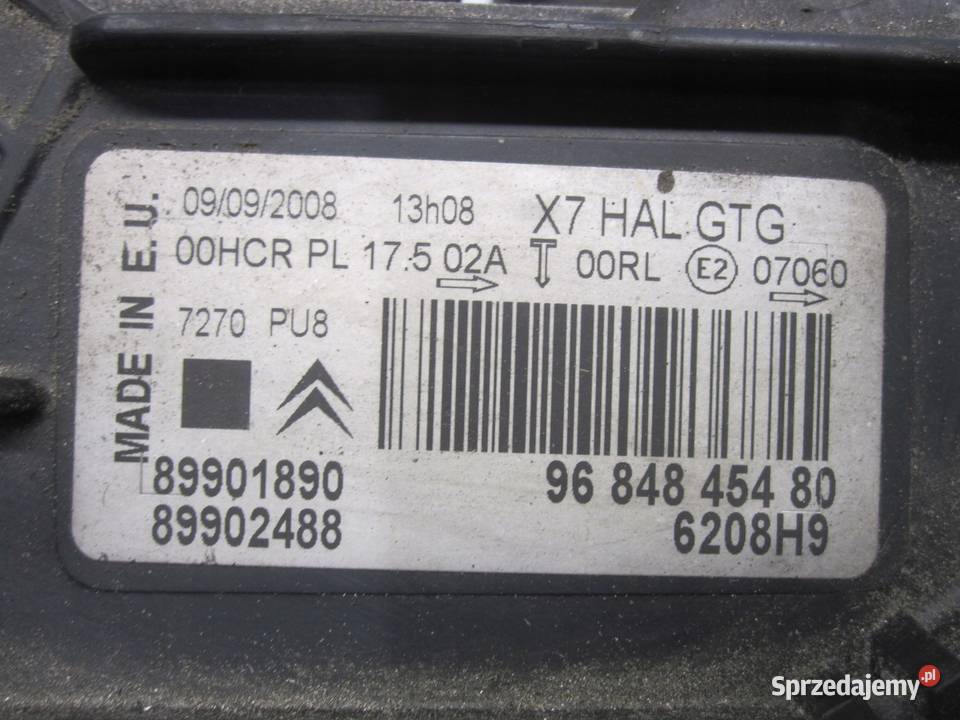 09/09/2008 13h08 X7 HAL GTG
00HCR PL 17.5 02A 00RL E2 07060
7270 PU8
MADE IN E.U.
89901890 96 848 454 80
89902488 6208H9
Sprzedajemy.pl